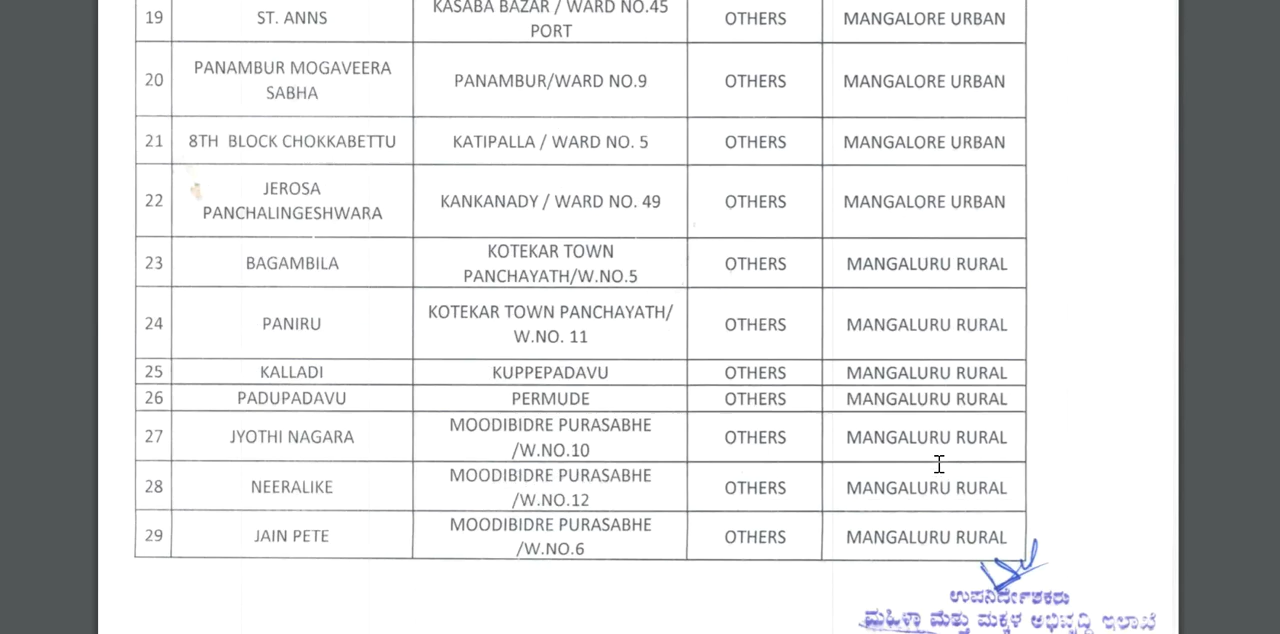 19 ST. ANNS KASABA BAZAR / WARD NO.45 OTHERS MANGALORE URBAN
PORT
20 PANAMBUR MOGAVEERA PANAMBUR/WARD NO.9 OTHERS MANGALORE URBAN
SABHA
21 8TH BLOCK CHOKKABETTU KATIPALLA / WARD NO. 5 OTHERS MANGALORE URBAN
22 JEROSA KANKANADY / WARD NO. 49 OTHERS MANGALORE URBAN
PANCHALINGESHWARA
23 BAGAMBILA KOTEKAR TOWN OTHERS MANGALURU RURAL
PANCHAYATH/W.NO.5
24 PANIRU KOTEKAR TOWN PANCHAYATH/ OTHERS MANGALURU RURAL
W.NO. 11
25 KALLADI KUPPEPADAVU OTHERS MANGALURU RURAL
26 PADUPADAVU PERMUDE OTHERS MANGALURU RURAL
27 JYOTHI NAGARA MOODIBIDRE PURASABHE OTHERS MANGALURU RURAL
/W.NO.10
28 NEERALIKE MOODIBIDRE PURASABHE OTHERS MANGALURU RURAL
/W.NO.12
29 JAIN PETE MOODIBIDRE PURASABHE OTHERS MANGALURU RURAL
/W.NO.6
ಉಪನಿರ್ದೇಶಕರು
ಮಹಿಳಾ ಮತ್ತು ಮಕ್ಕಳ ಅಭಿವೃದ್ಧಿ ಇಲಾಖೆ